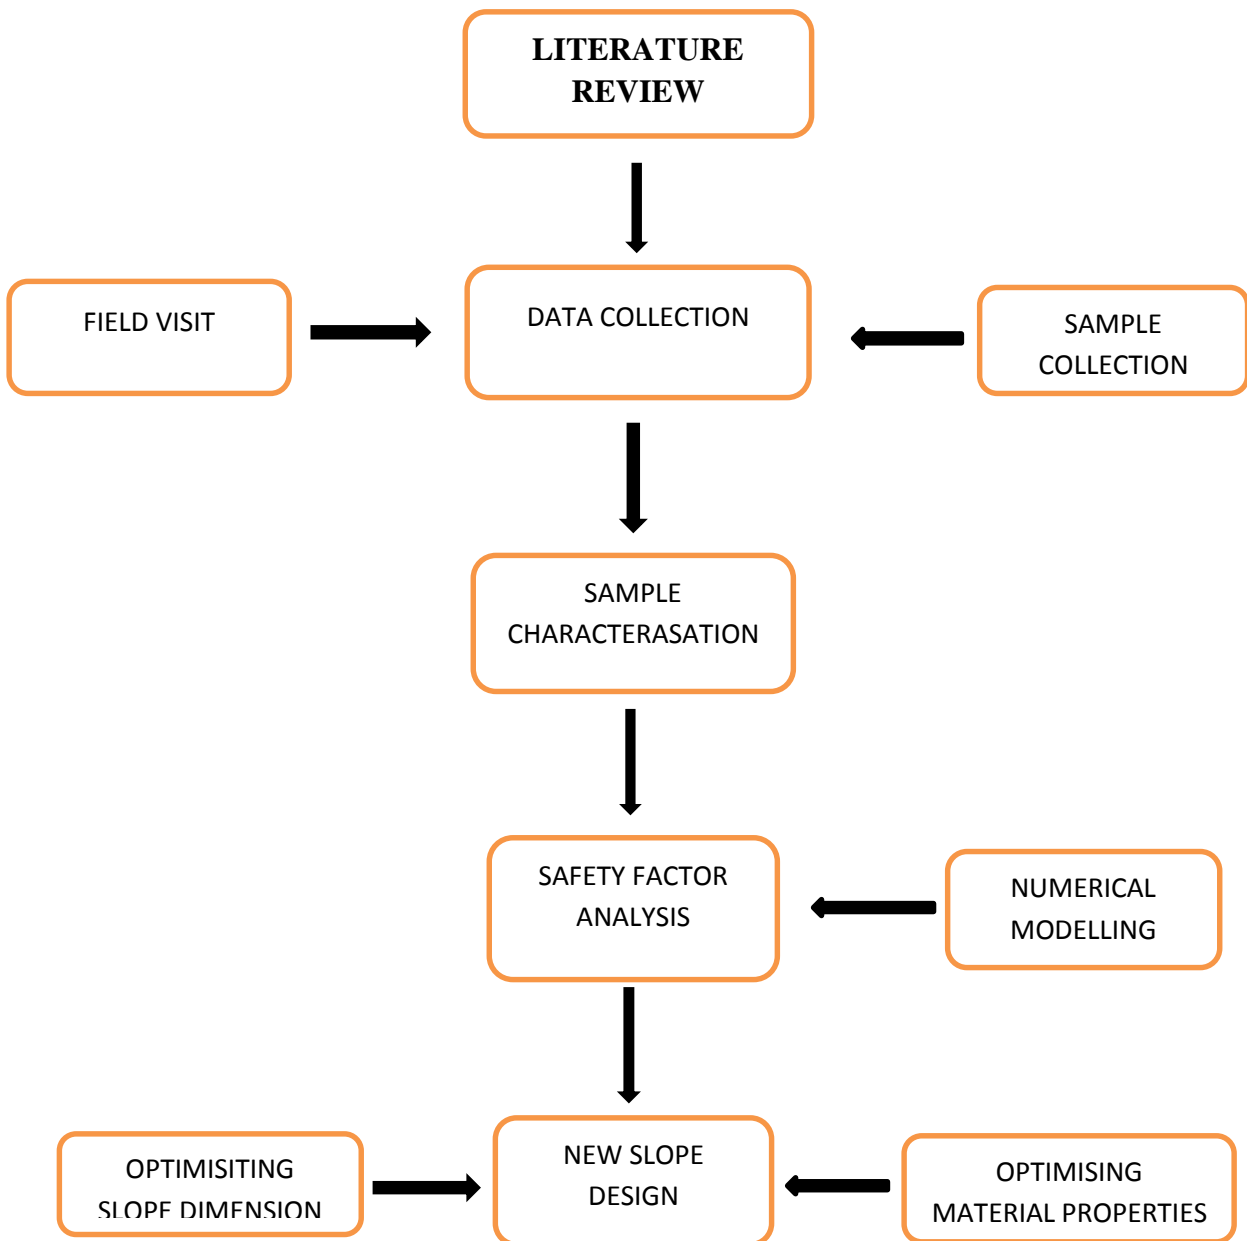 LITERATURE
REVIEW
FIELD VISIT
DATA COLLECTION
SAMPLE
COLLECTION
SAMPLE
CHARACTERASATION
SAFETY FACTOR
ANALYSIS
NUMERICAL
MODELLING
OPTIMISITING
SLOPE DIMENSION
NEW SLOPE
DESIGN
OPTIMISING
MATERIAL PROPERTIES